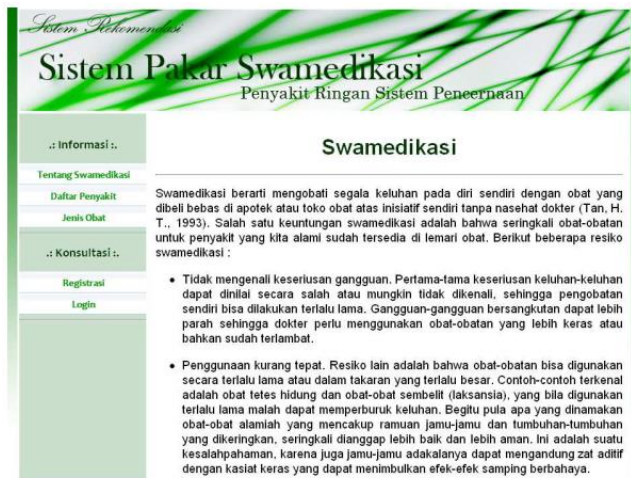 Sistem Rekomendasi
Sistem Pakar Swamedikasi
Penyakit Ringan Sistem Pencernaan
.: Informasi :.
Tentang Swamedikasi
Daftar Penyakit
Jenis Obat
.: Konsultasi :.
Registrasi
Login
Swamedikasi
Swamedikasi berarti mengobati segala keluhan pada diri sendiri dengan obat yang
dibeli bebas di apotek atau toko obat atas inisiatif sendiri tanpa nasehat dokter (Tan, H.
T., 1993). Salah satu keuntungan swamedikasi adalah bahwa seringkali obat-obatan
untuk penyakit yang kita alami sudah tersedia di lemari obat. Berikut beberapa resiko
swamedikasi :
• Tidak mengenali keseriusan gangguan. Pertama-tama keseriusan keluhan-keluhan
dapat dinilai secara salah atau mungkin tidak dikenali, sehingga pengobatan
sendiri bisa dilakukan terlalu lama. Gangguan-gangguan bersangkutan dapat lebih
parah sehingga dokter perlu menggunakan obat-obatan yang lebih keras atau
bahkan sudah terlambat.
• Penggunaan kurang tepat. Resiko lain adalah bahwa obat-obatan bisa digunakan
secara terlalu lama atau dalam takaran yang terlalu besar. Contoh-contoh terkenal
adalah obat tetes hidung dan obat-obat sembelit (laksansia), yang bila digunakan
terlalu lama malah dapat memperburuk keluhan. Begitu pula apa yang dinamakan
obat-obat alamiah yang mencakup ramuan jamu-jamu dan tumbuhan-tumbuhan
yang dikeringkan, seringkali dianggap lebih baik dan lebih aman. Ini adalah suatu
kesalahpahaman, karena juga jamu-jamu adakalanya dapat mengandung zat aditif
dengan kasiat keras yang dapat menimbulkan efek-efek samping berbahaya.